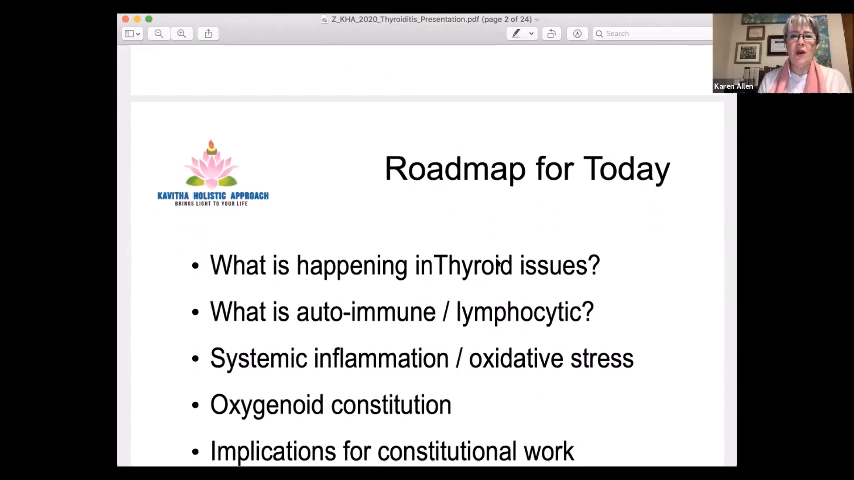 Z_KHA_2020_Thyroiditis_Presentation.pdf (page 2 of 24)
Search
Karen Allen
KAVITHA HOLISTIC APPROACH
BRINGS LIGHT TO YOUR LIFE
Roadmap for Today
• What is happening inThyroid issues?
• What is auto-immune / lymphocytic?
• Systemic inflammation / oxidative stress
• Oxygenoid constitution
• Implications for constitutional work